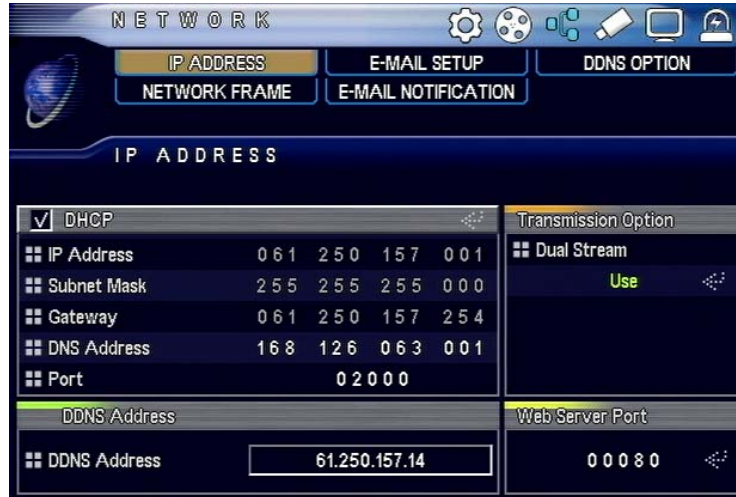 NETWORK
IP ADDRESS E-MAIL SETUP DDNS OPTION
NETWORK FRAME E-MAIL NOTIFICATION
IP ADDRESS
DHCP Transmission Option
IP Address 061 250 157 001 Dual Stream
Subnet Mask 255 255 255 000 Use
Gateway 061 250 157 254
DNS Address 168 126 063 001
Port 02000
DDNS Address Web Server Port
DDNS Address 61.250.157.14 00080